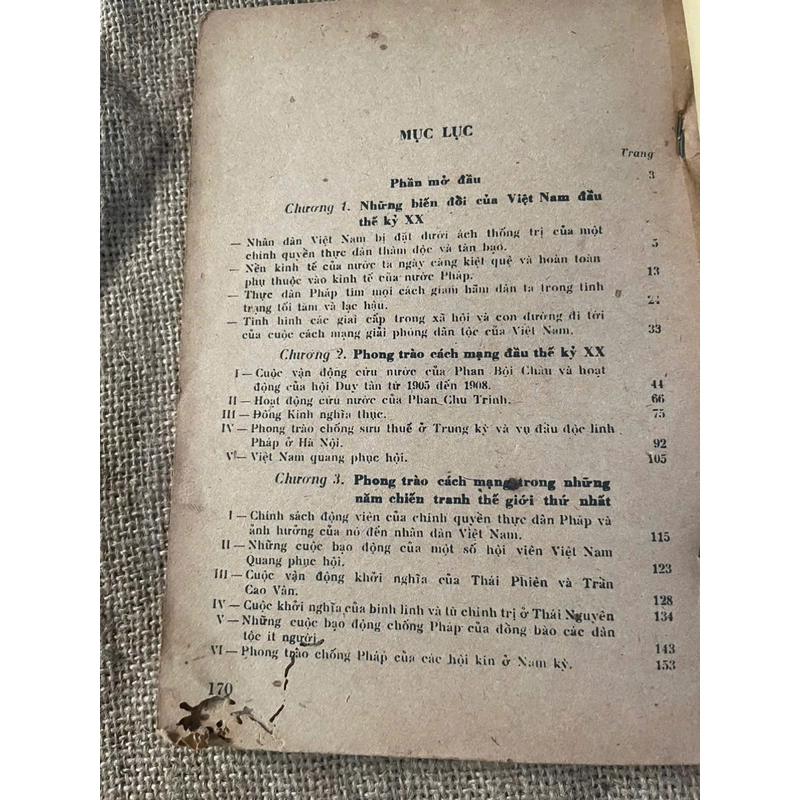 MỤC LỤC
Trang
Phần mở đầu 3
Chương 1. Những biến đổi của Việt Nam đầu
thế kỷ XX
— Nhân dân Việt Nam bị đặt dưới ách thống trị của một
chính quyền thực dân thâm độc và tàn bạo. 5
— Nền kinh tế của nước ta ngày càng kiệt quệ và hoàn toàn
phụ thuộc vào kinh tế của nước Pháp. 13
— Thực dân Pháp tìm mọi cách giam hãm dân ta trong tình
trạng tối tăm và lạc hậu. 24
— Tình hình các giai cấp trong xã hội và con đường đi tới
của cuộc cách mạng giải phóng dân tộc của Việt Nam. 33
Chương 2. Phong trào cách mạng đầu thế kỷ XX
I — Cuộc vận động cứu nước của Phan Bội Châu và hoạt
động của hội Duy tân từ 1905 đến 1908. 44
II — Hoạt động cứu nước của Phan Chu Trinh. 66
III — Đông Kinh nghĩa thục. 75
IV — Phong trào chống sưu thuế ở Trung kỳ và vụ đầu độc lính
Pháp ở Hà Nội. 92
V — Việt Nam quang phục hội. 105
Chương 3. Phong trào cách mạng trong những
năm chiến tranh thế giới thứ nhất
I — Chính sách động viên của chính quyền thực dân Pháp và
ảnh hưởng của nó đến nhân dân Việt Nam. 115
II — Những cuộc bạo động của một số hội viên Việt Nam
Quang phục hội. 123
III — Cuộc vận động khởi nghĩa của Thái Phiên và Trần
Cao Vân. 128
IV — Cuộc khởi nghĩa của binh lính và tù chính trị ở Thái Nguyên 134
V — Những cuộc bạo động chống Pháp của đồng bào các dân
tộc ít người. 143
VI — Phong trào chống Pháp của các hội kín ở Nam kỳ. 153
170